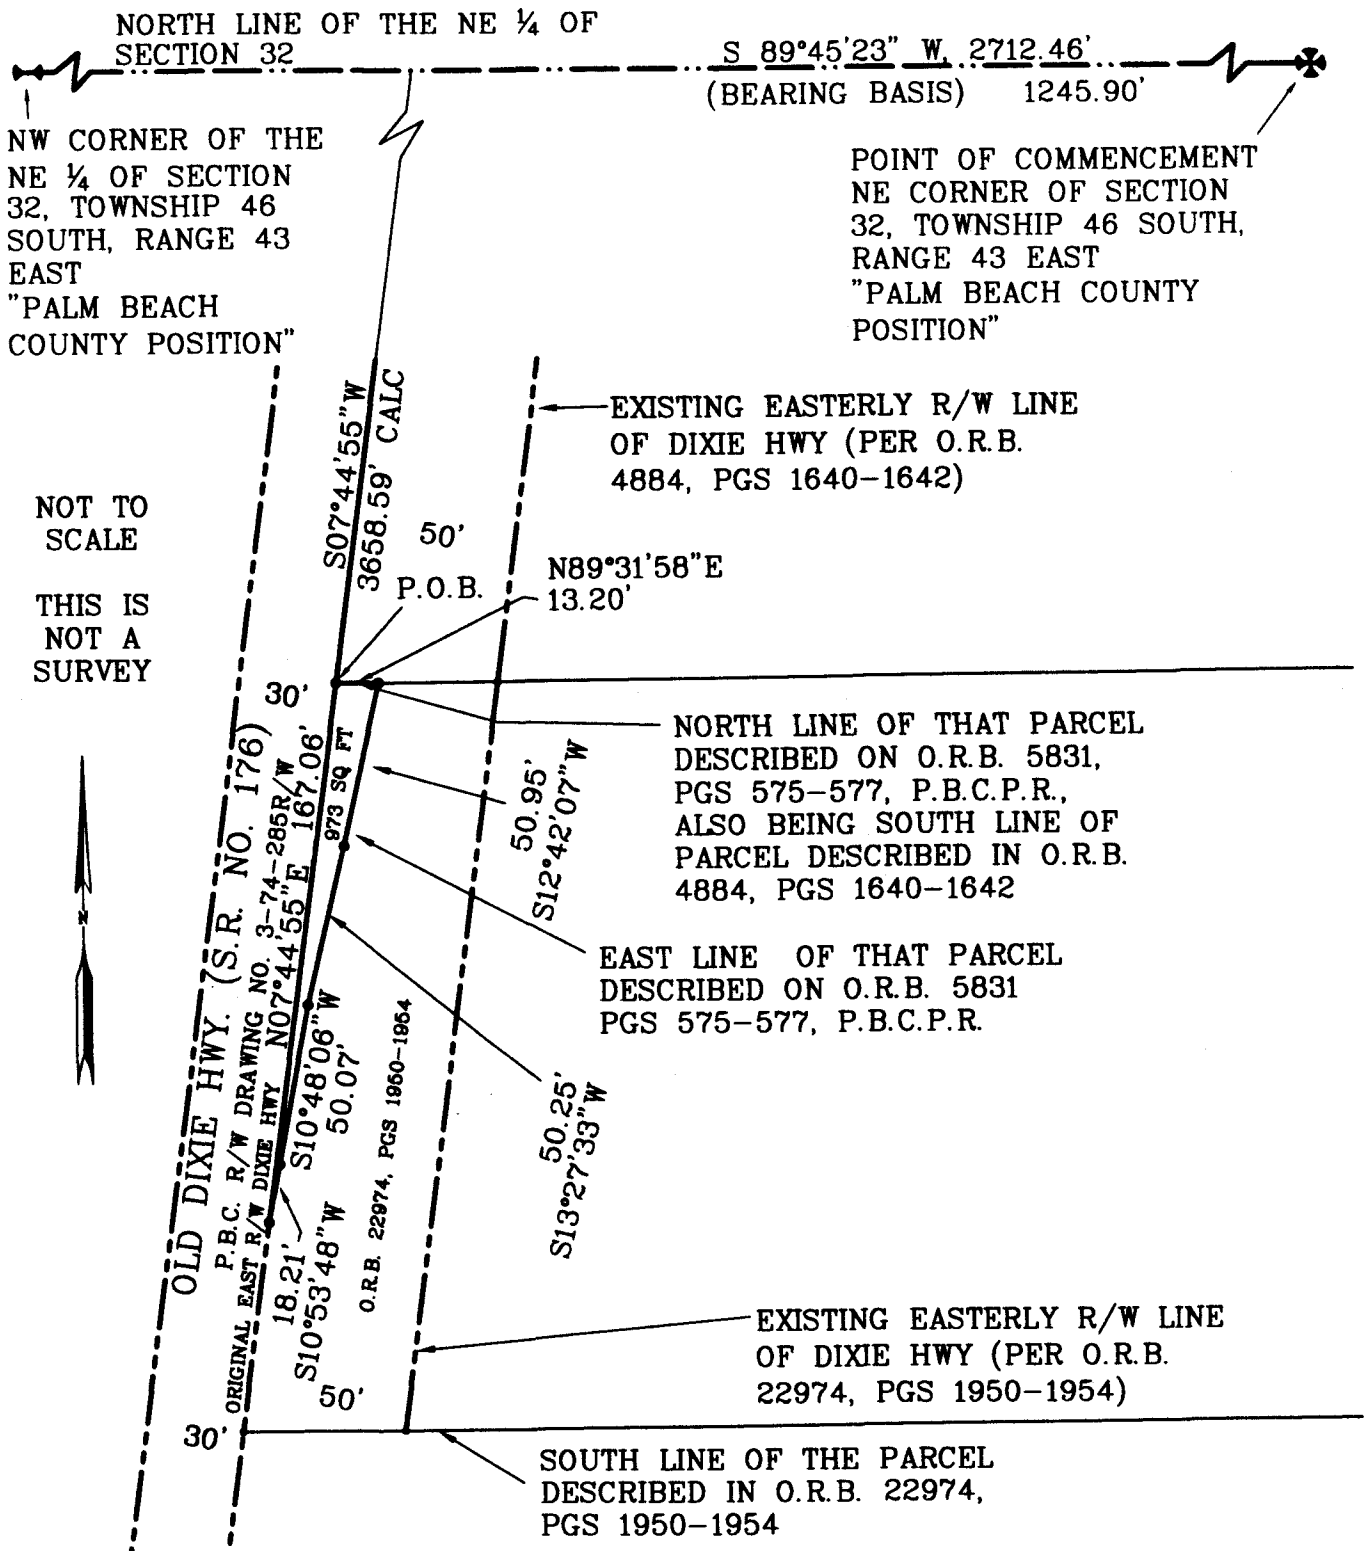 NORTH LINE OF THE NE ¼ OF
SECTION 32
S 89°45'23" W, 2712.46'
(BEARING BASIS) 1245.90'
NW CORNER OF THE
NE ¼ OF SECTION
32, TOWNSHIP 46
SOUTH, RANGE 43
EAST
"PALM BEACH
COUNTY POSITION"
POINT OF COMMENCEMENT
NE CORNER OF SECTION
32, TOWNSHIP 46 SOUTH,
RANGE 43 EAST
"PALM BEACH COUNTY
POSITION"
S07°44'55"W
3658.59' CALC
EXISTING EASTERLY R/W LINE
OF DIXIE HWY (PER O.R.B.
4884, PGS 1640-1642)
NOT TO
SCALE
THIS IS
NOT A
SURVEY
50'
P.O.B.
N89°31'58"E
13.20'
30'
NORTH LINE OF THAT PARCEL
DESCRIBED ON O.R.B. 5831,
PGS 575-577, P.B.C.P.R.,
ALSO BEING SOUTH LINE OF
PARCEL DESCRIBED IN O.R.B.
4884, PGS 1640-1642
973 SQ FT
50.95'
S12°42'07"W
N
OLD DIXIE HWY. (S.R. NO. 176)
P.B.C. R/W DRAWING NO. 3-74-285R/W
ORIGINAL EAST R/W DIXIE HWY
N07°44'55"E 167.06'
EAST LINE OF THAT PARCEL
DESCRIBED ON O.R.B. 5831
PGS 575-577, P.B.C.P.R.
S10°48'06"W
50.07'
O.R.B. 22974, PGS 1950-1954
50.25'
S13°27'33"W
18.21'
S10°53'48"W
EXISTING EASTERLY R/W LINE
OF DIXIE HWY (PER O.R.B.
22974, PGS 1950-1954)
50'
30'
SOUTH LINE OF THE PARCEL
DESCRIBED IN O.R.B. 22974,
PGS 1950-1954